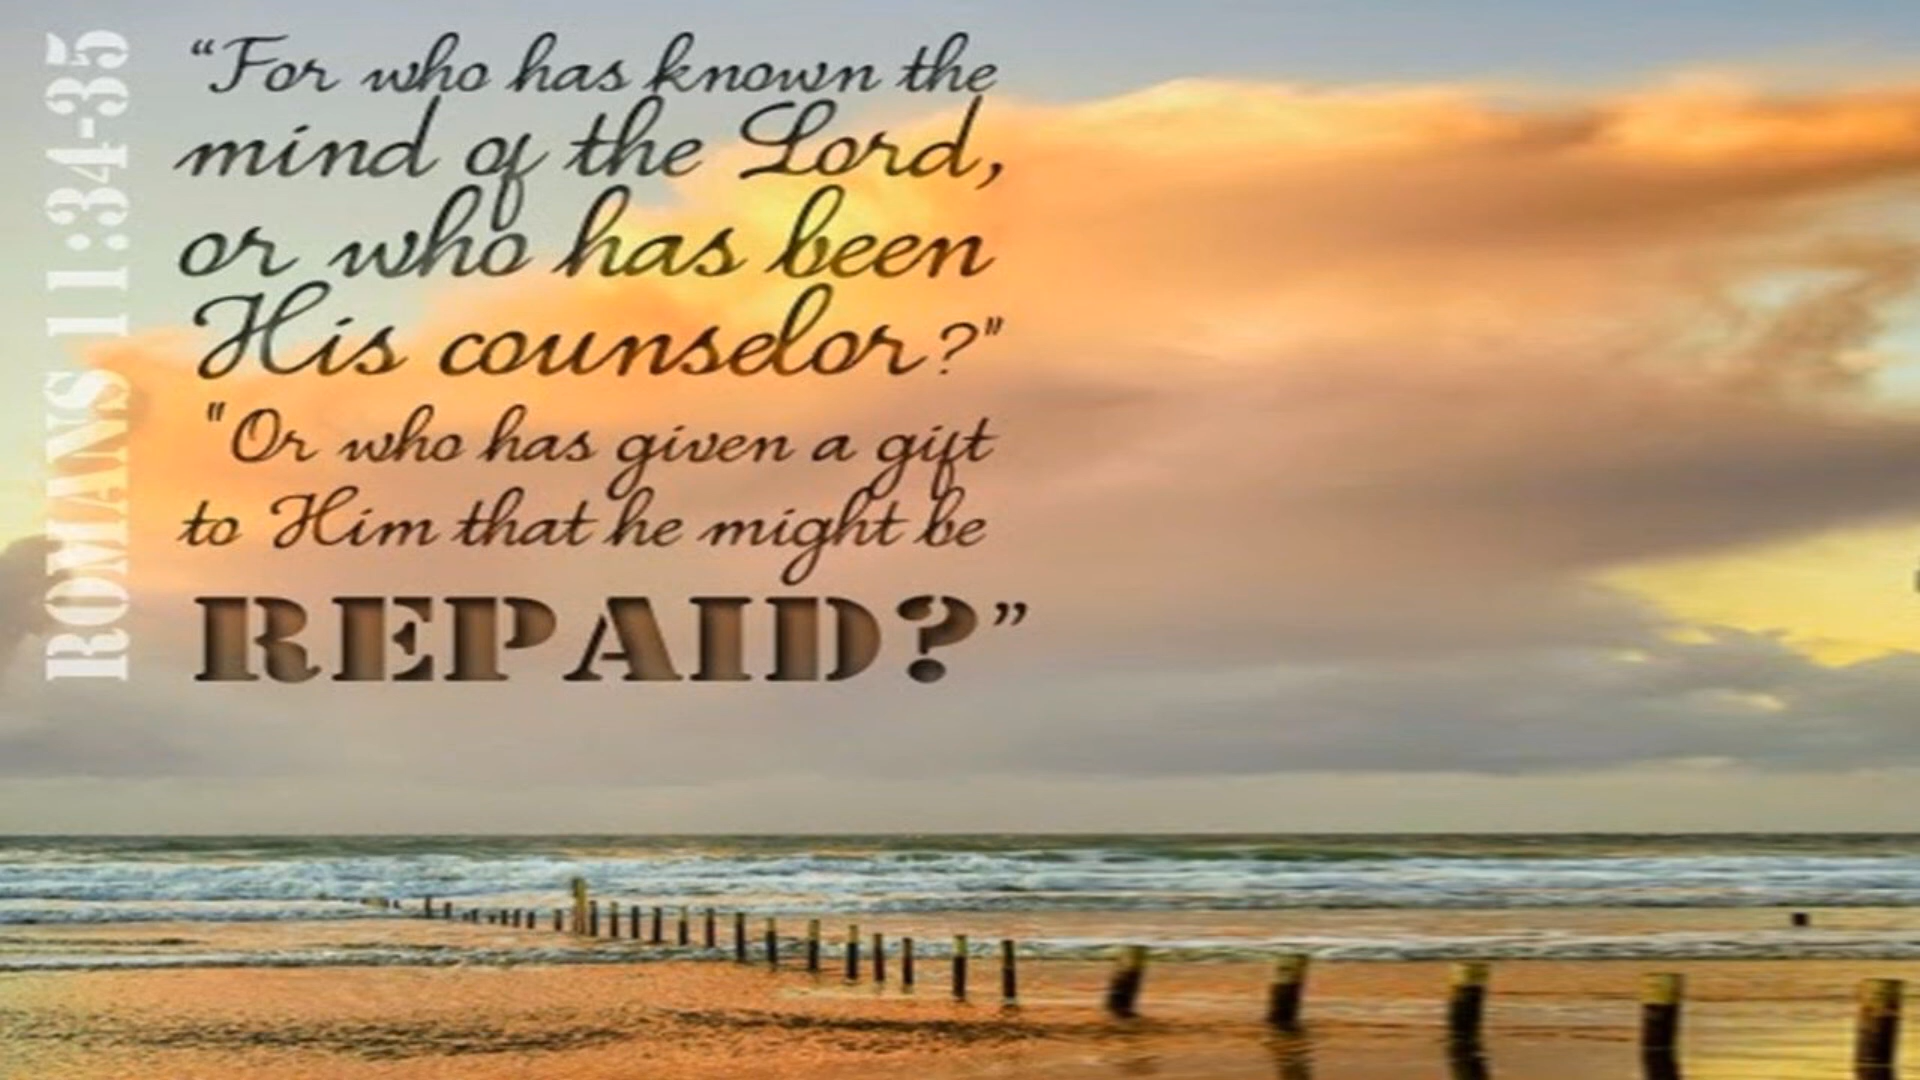 ROMANS 11:34-35
“For who has known the
mind of the Lord,
or who has been
His counselor?"
"Or who has given a gift
to Him that he might be
REPAID?”